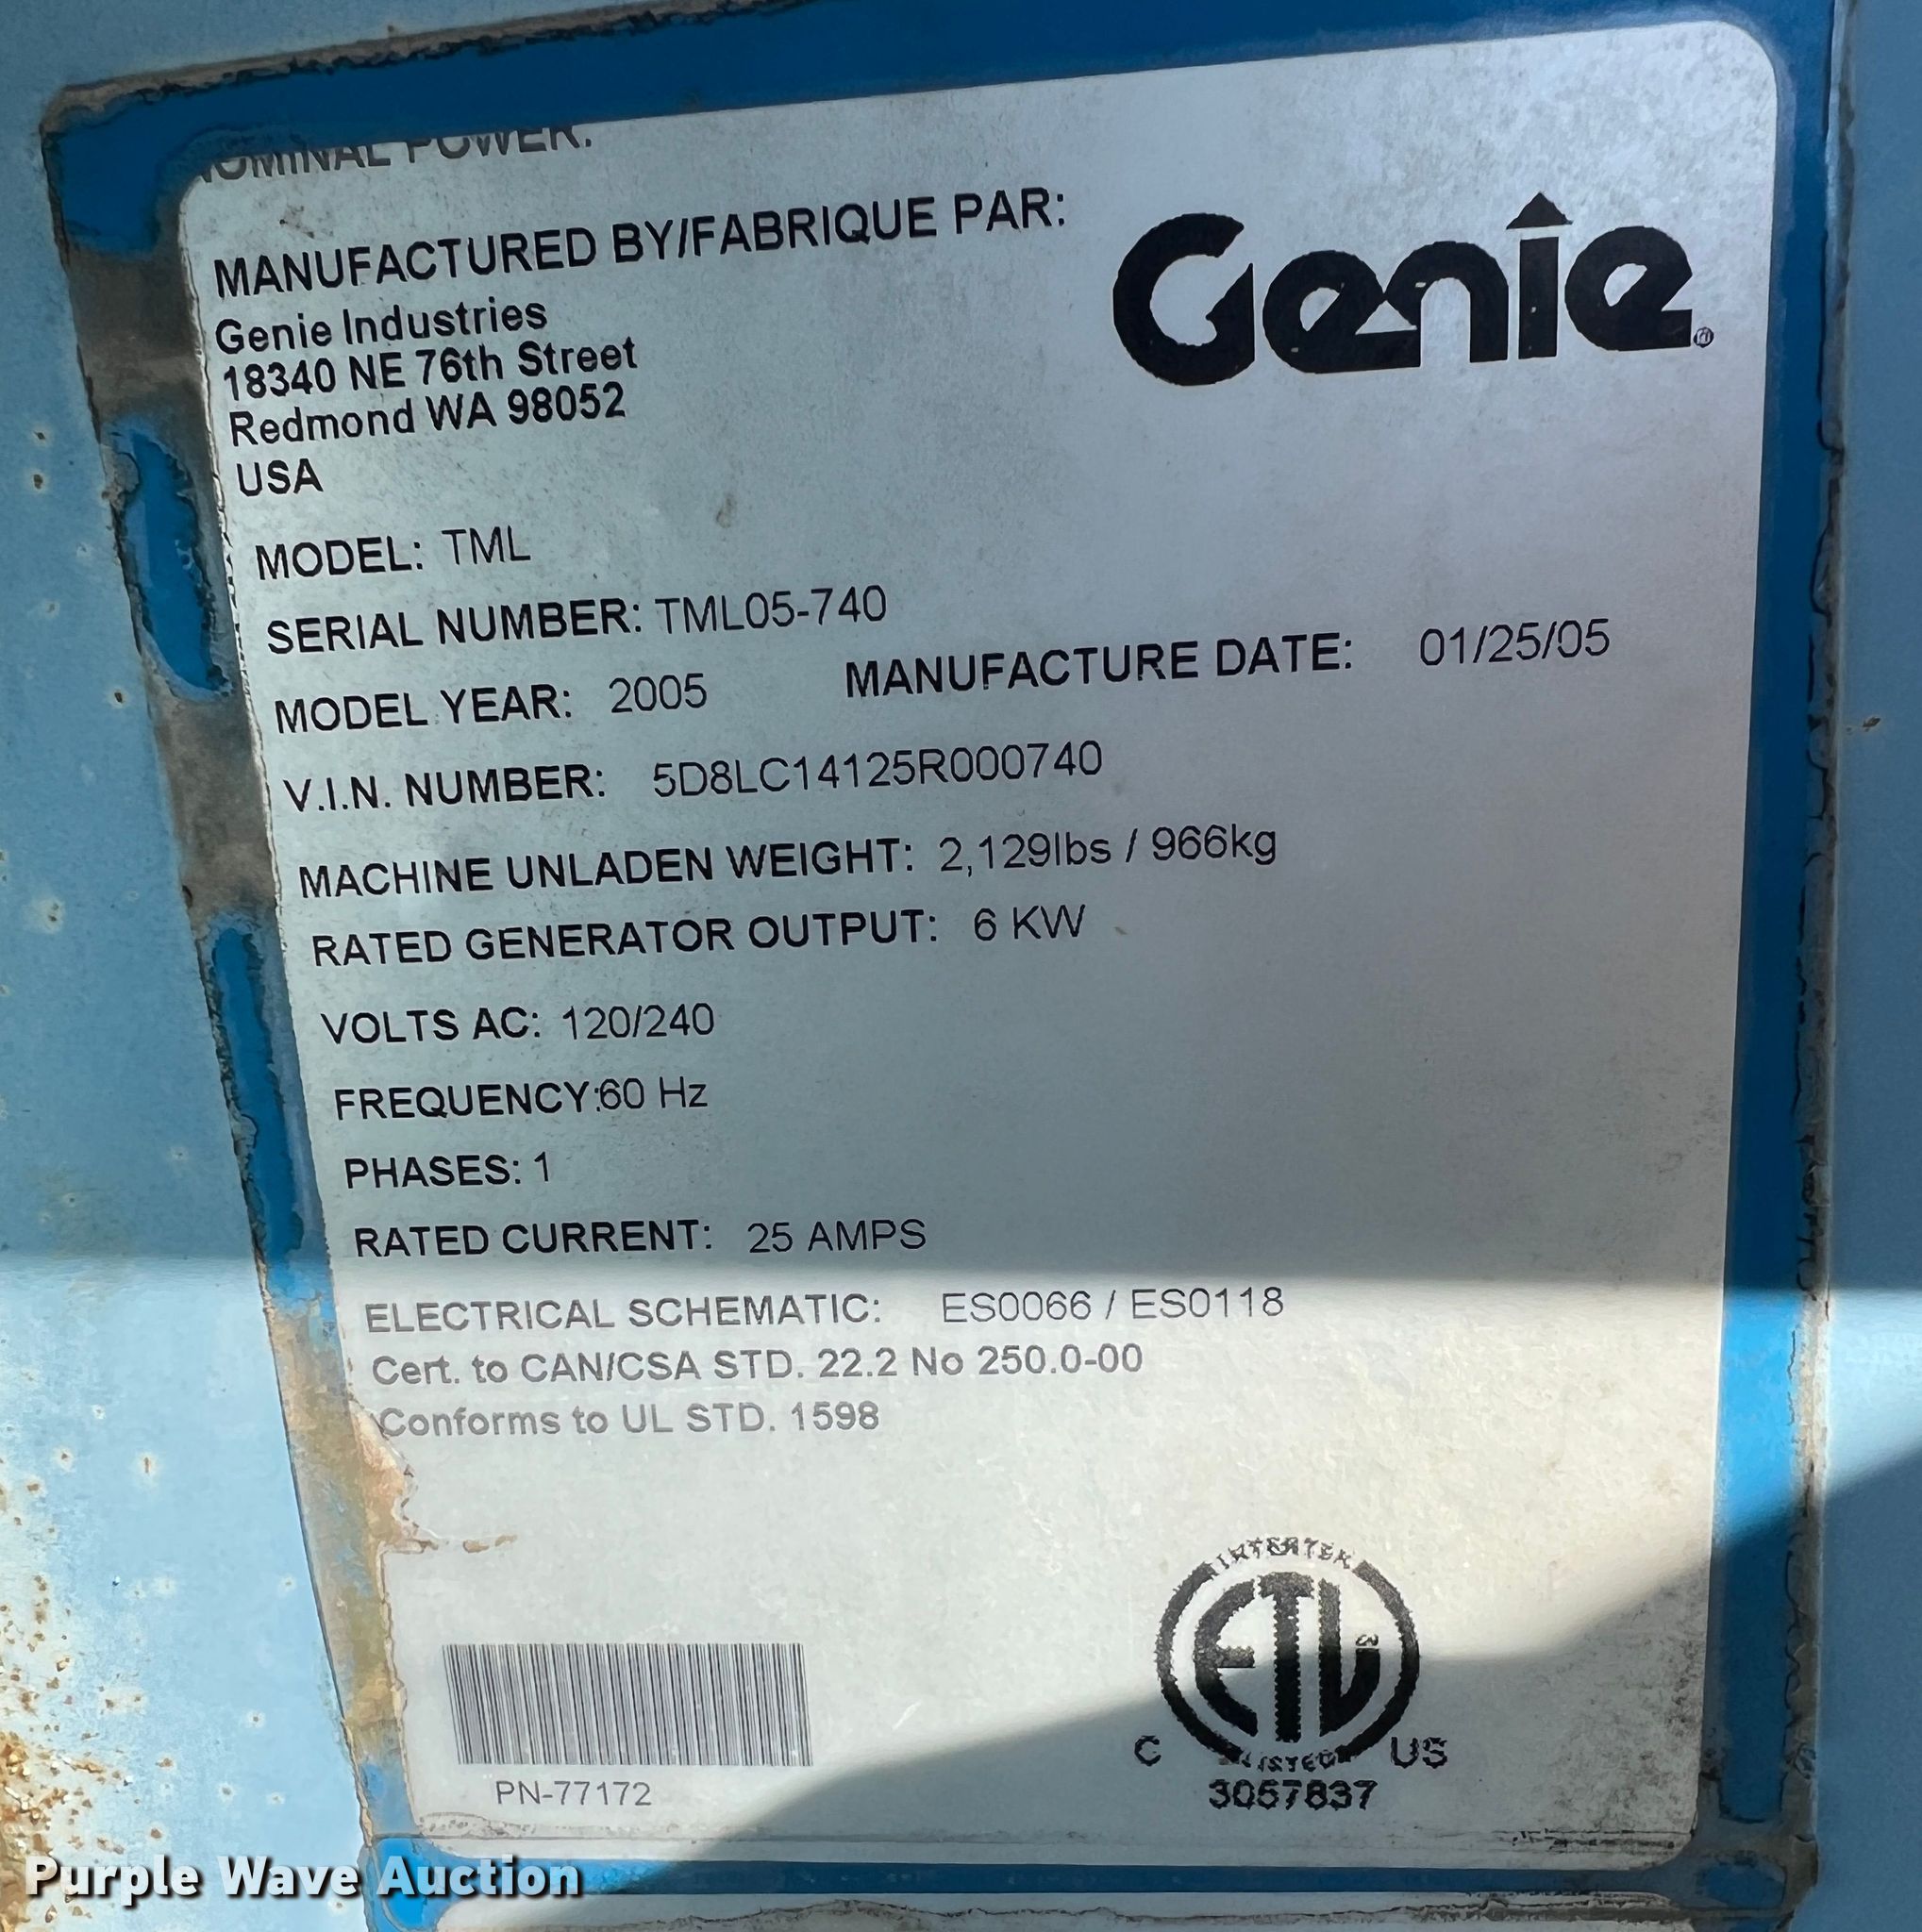 NOMINAL POWER:
MANUFACTURED BY/FABRIQUE PAR:
Genie
Genie Industries
18340 NE 76th Street
Redmond WA 98052
USA
MODEL: TML
SERIAL NUMBER: TML05-740
MODEL YEAR: 2005 MANUFACTURE DATE: 01/25/05
V.I.N. NUMBER: 5D8LC14125R000740
MACHINE UNLADEN WEIGHT: 2,129lbs / 966kg
RATED GENERATOR OUTPUT: 6 KW
VOLTS AC: 120/240
FREQUENCY:60 Hz
PHASES: 1
RATED CURRENT: 25 AMPS
ELECTRICAL SCHEMATIC: ES0066 / ES0118
Cert. to CAN/CSA STD. 22.2 No 250.0-00
Conforms to UL STD. 1598
INTERTEK
ETL
C LISTED US
3057837
PN-77172
Purple Wave Auction